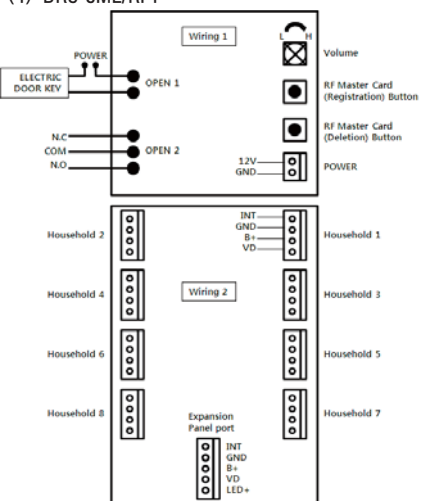 Wiring 1
L H
Volume
POWER
ELECTRIC
DOOR KEY
OPEN 1
RF Master Card
(Registration) Button
RF Master Card
(Deletion) Button
N.C
COM
N.O
OPEN 2
12V
GND
POWER
INT
GND
B+
VD
Household 2
Household 1
Household 4
Wiring 2
Household 3
Household 6
Household 5
Household 8
Household 7
Expansion
Panel port
INT
GND
B+
VD
LED+